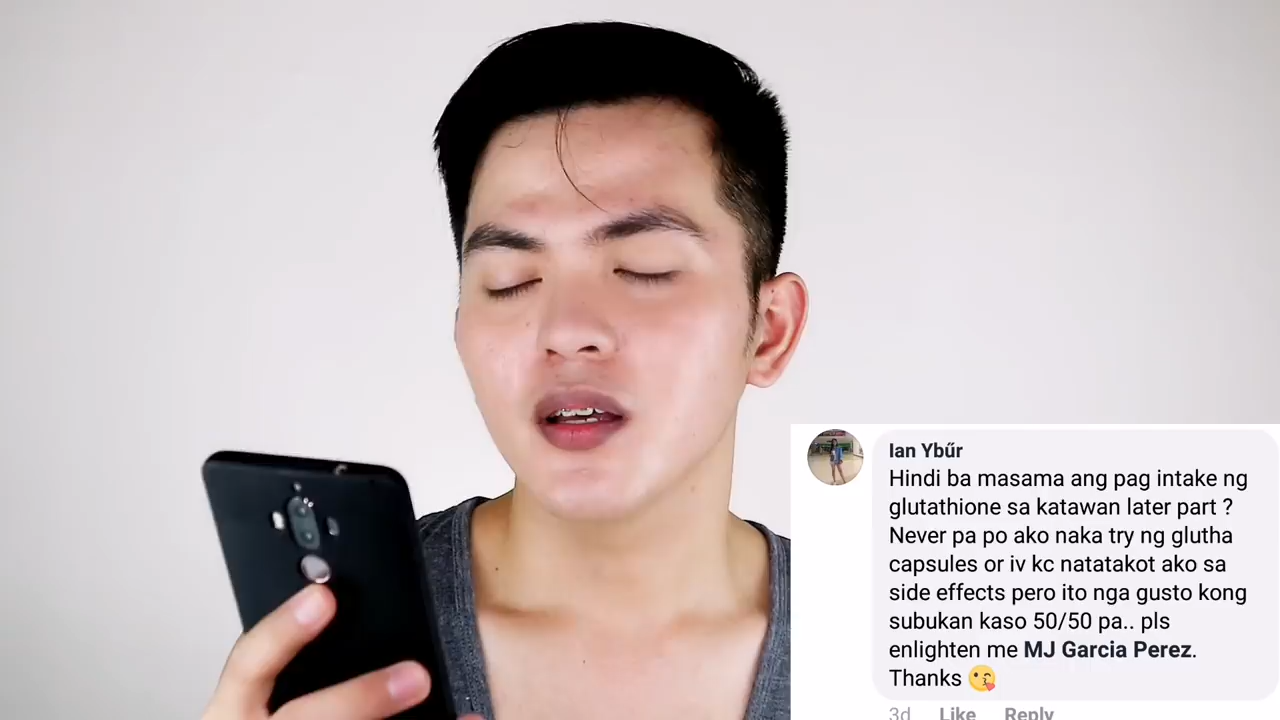 Ian Ybűr
Hindi ba masama ang pag intake ng
glutathione sa katawan later part ?
Never pa po ako naka try ng glutha
capsules or iv kc natatakot ako sa
side effects pero ito nga gusto kong
subukan kaso 50/50 pa.. pls
enlighten me MJ Garcia Perez.
Thanks 😘
3d Like Reply